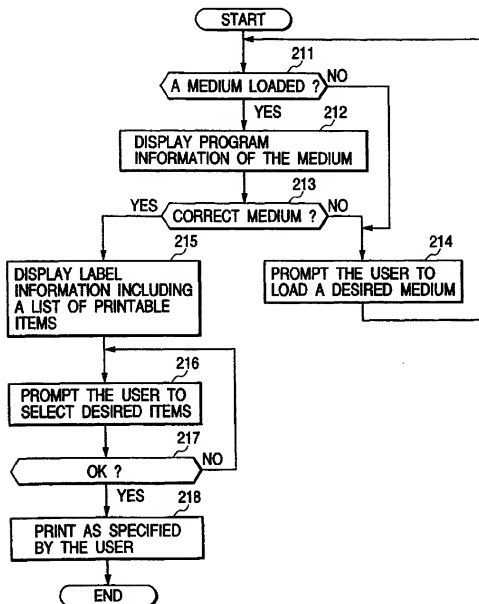 START
211
A MEDIUM LOADED ?
NO
YES
212
DISPLAY PROGRAM
INFORMATION OF THE MEDIUM
213
YES
CORRECT MEDIUM ?
NO
215
DISPLAY LABEL
INFORMATION INCLUDING
A LIST OF PRINTABLE
ITEMS
214
PROMPT THE USER TO
LOAD A DESIRED MEDIUM
216
PROMPT THE USER TO
SELECT DESIRED ITEMS
217
OK ?
NO
YES
218
PRINT AS SPECIFIED
BY THE USER
END